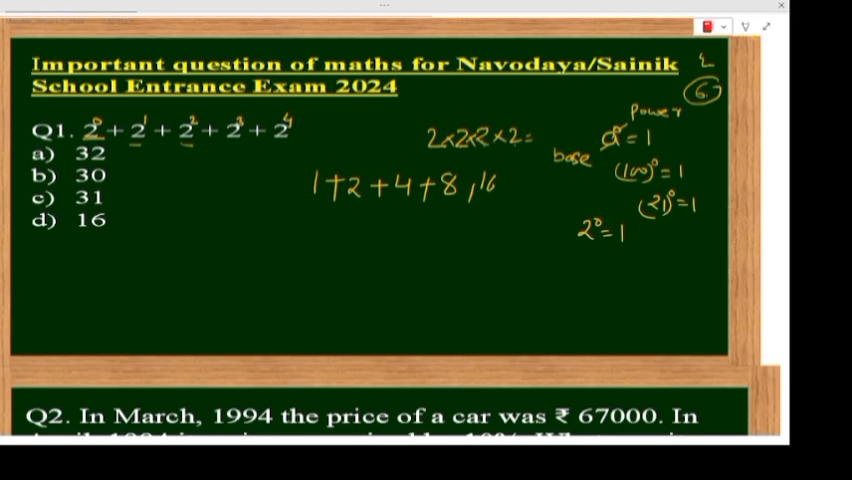 Important question of maths for Navodaya/Sainik
School Entrance Exam 2024
Q1. 2⁰ + 2¹ + 2² + 2³ + 2⁴
a) 32
b) 30
c) 31
d) 16
2×2×2×2=
1+2+4+8,16
Power
a⁰=1
base
(100)⁰=1
(21)⁰=1
2⁰=1
6
Q2. In March, 1994 the price of a car was ₹ 67000. In